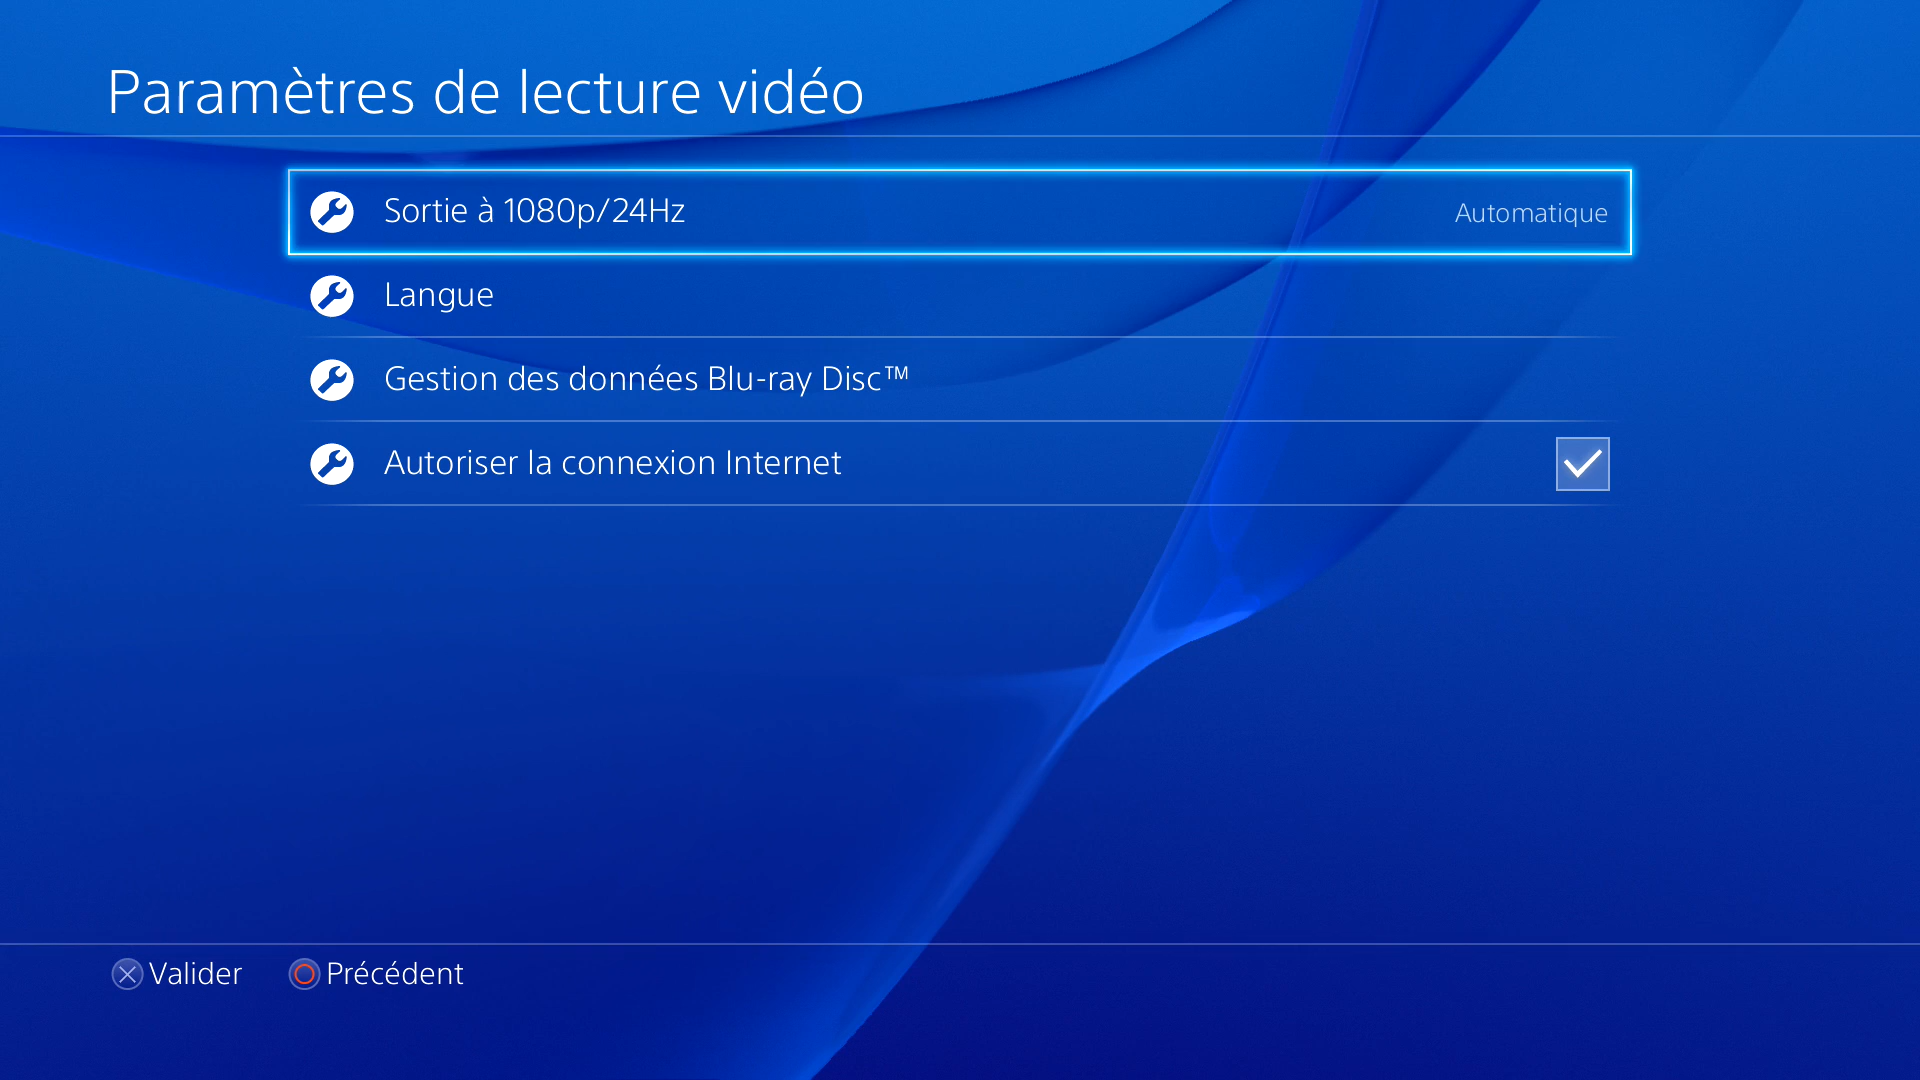 Paramètres de lecture vidéo
Sortie à 1080p/24Hz Automatique
Langue
Gestion des données Blu-ray Disc™
Autoriser la connexion Internet
Valider Précédent